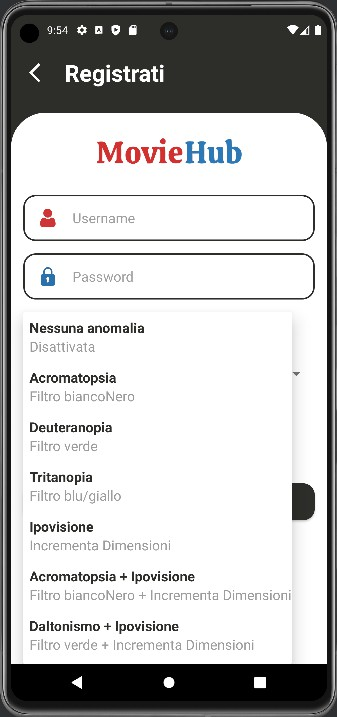 9:54
Registrati
MovieHub
Username
Password
Nessuna anomalia
Disattivata
Acromatopsia
Filtro biancoNero
Deuteranopia
Filtro verde
Tritanopia
Filtro blu/giallo
Ipovisione
Incrementa Dimensioni
Acromatopsia + Ipovisione
Filtro biancoNero + Incrementa Dimensioni
Daltonismo + Ipovisione
Filtro verde + Incrementa Dimensioni